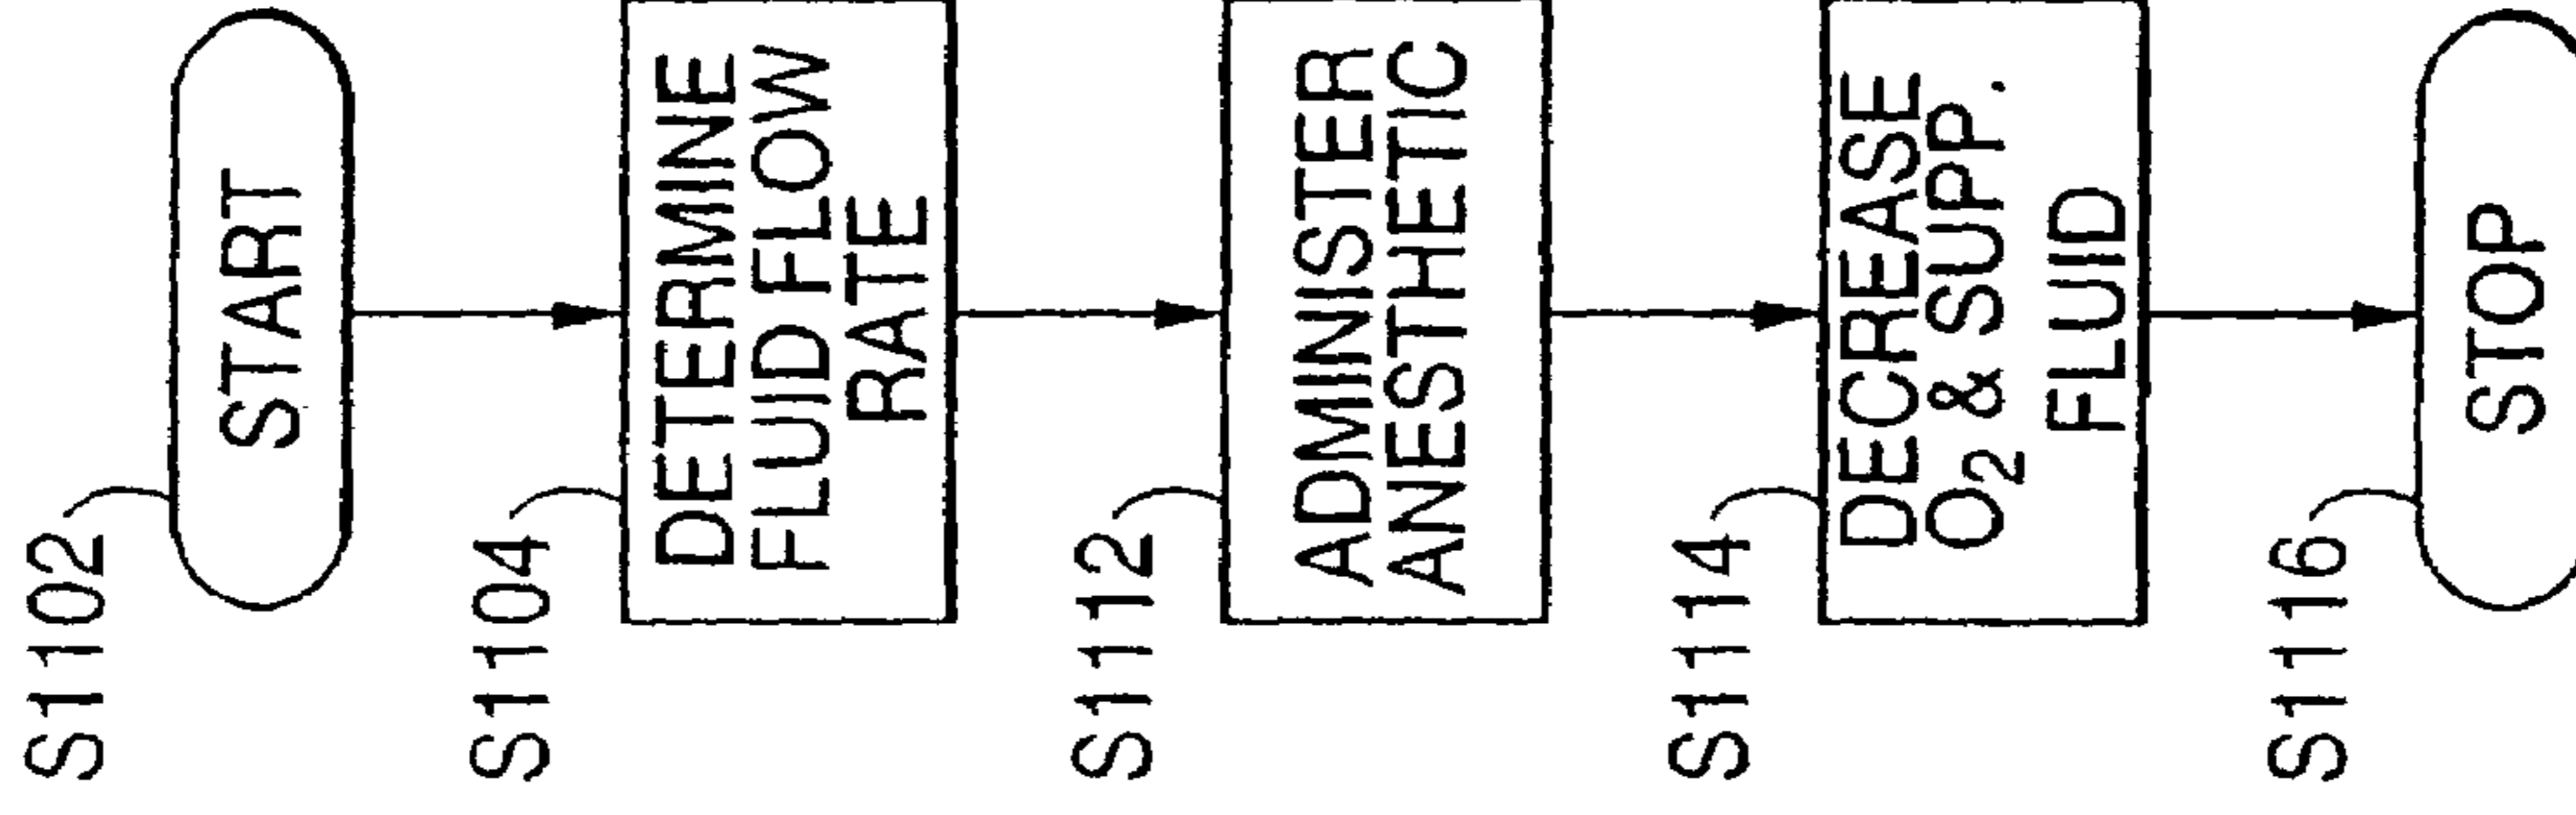 S1102
START
S1104
DETERMINE
FLUID FLOW
RATE
S1112
ADMINISTER
ANESTHETIC
S1114
DECREASE
O₂ & SUPP.
FLUID
S1116
STOP